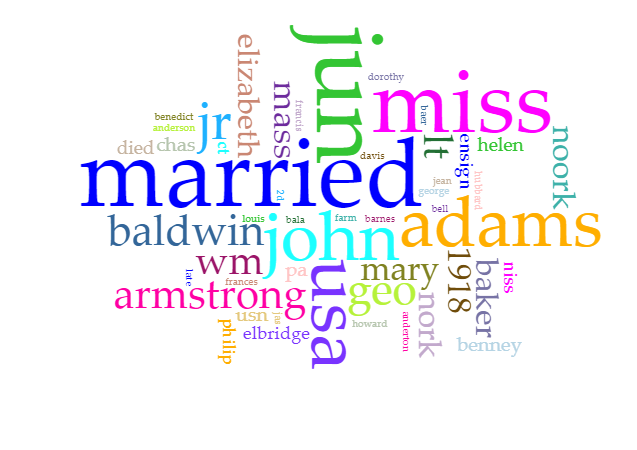 jun
elizabeth
dorothy
miss
mass
francis
benedict
anderson
jr
ct
baer
lt
ensign
noork
died
chas
helen
davis
married
jean
george
hubbard
2d
bell
louis
bala
farm
barnes
baldwin
john
adams
wm
pa
mary
1918
baker
niss
late
frances
usa
armstrong
geo
nork
usn
jas
howard
anderton
philip
elbridge
benney